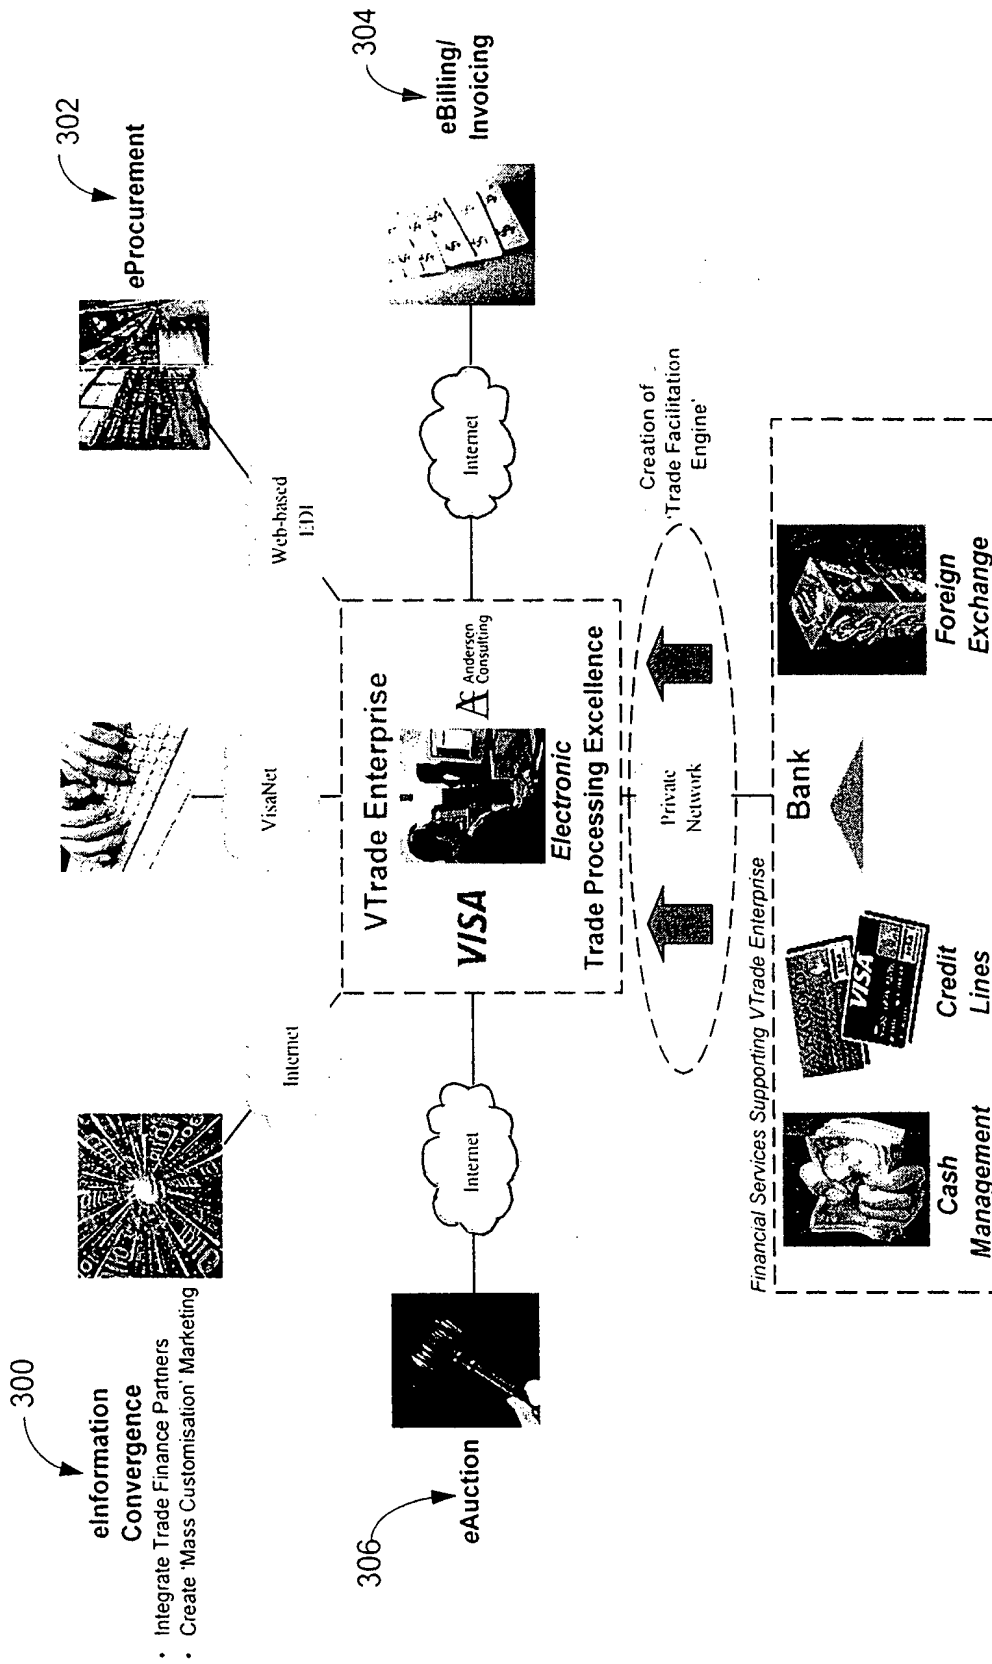 300
eInformation
Convergence
· Integrate Trade Finance Partners
· Create 'Mass Customisation' Marketing
302
eProcurement
Internet
VisaNet
Web-based
EDI
306
eAuction
Internet
VTrade Enterprise
VISA
Andersen
Consulting
Electronic
Trade Processing Excellence
Internet
304
eBilling/
Invoicing
Private
Network
Creation of
'Trade Facilitation
Engine'
Financial Services Supporting VTrade Enterprise
Bank
VISA
Cash
Management
Credit
Lines
Foreign
Exchange